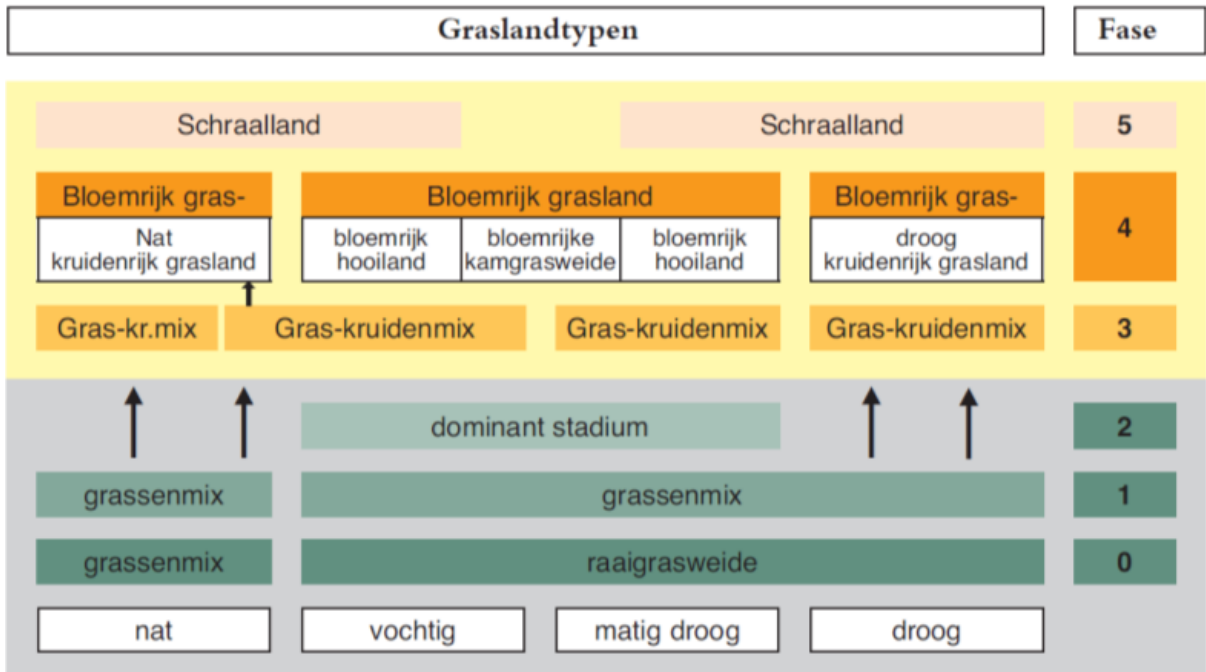 Graslandtypen Fase
Schraalland Schraalland 5
Bloemrijk gras- Bloemrijk grasland Bloemrijk gras-
Nat bloemrijk bloemrijke bloemrijk droog 4
kruidenrijk grasland hooiland kamgrasweide hooiland kruidenrijk grasland
Gras-kr.mix Gras-kruidenmix Gras-kruidenmix Gras-kruidenmix 3
dominant stadium 2
grassenmix grassenmix 1
grassenmix raaigrasweide 0
nat vochtig matig droog droog